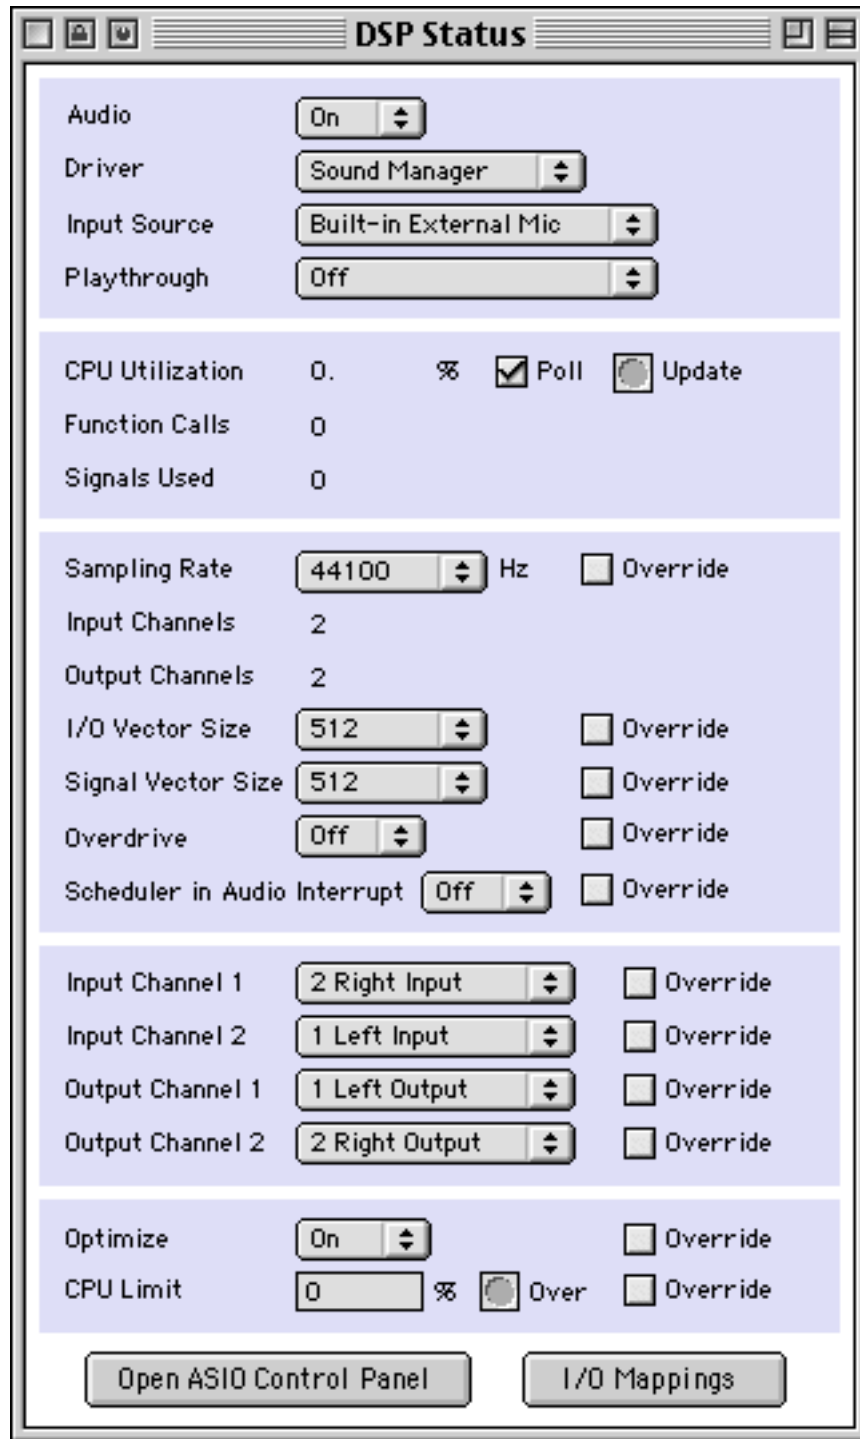 DSP Status
Audio On
Driver Sound Manager
Input Source Built-in External Mic
Playthrough Off
CPU Utilization 0. % Poll Update
Function Calls 0
Signals Used 0
Sampling Rate 44100 Hz Override
Input Channels 2
Output Channels 2
I/O Vector Size 512 Override
Signal Vector Size 512 Override
Overdrive Off Override
Scheduler in Audio Interrupt Off Override
Input Channel 1 2 Right Input Override
Input Channel 2 1 Left Input Override
Output Channel 1 1 Left Output Override
Output Channel 2 2 Right Output Override
Optimize On Override
CPU Limit 0 % Over Override
Open ASIO Control Panel I/O Mappings